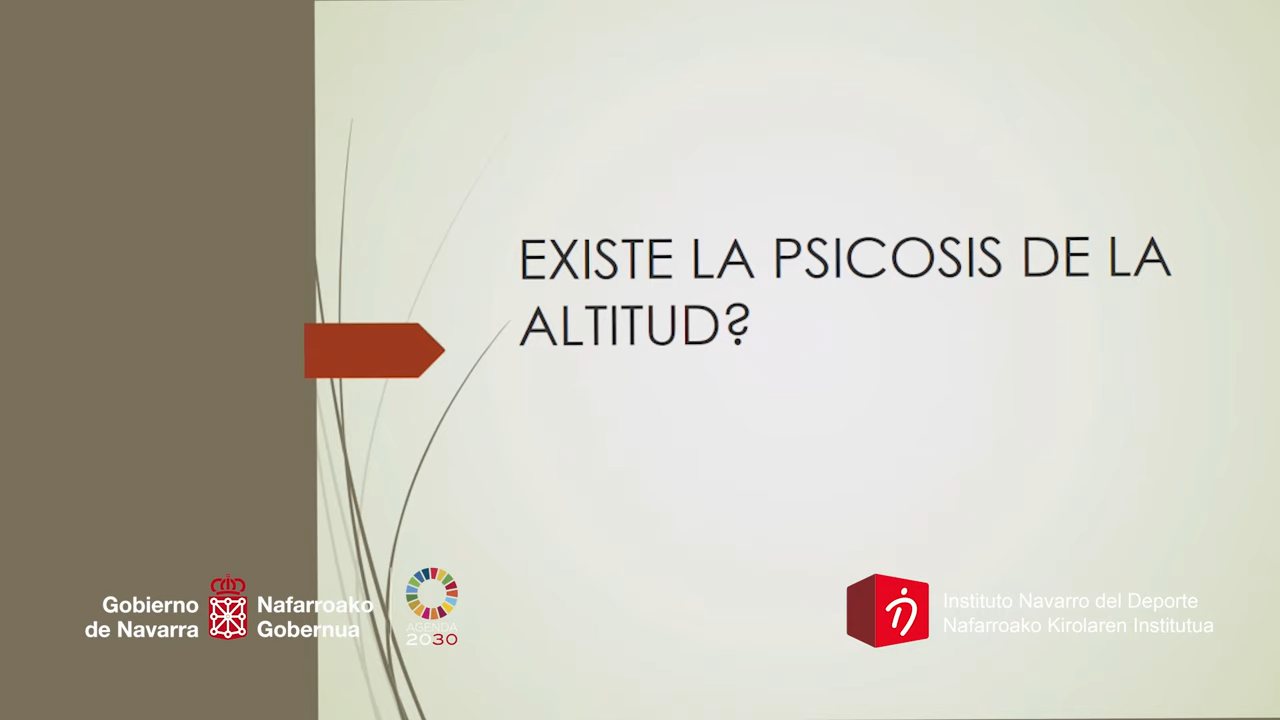 EXISTE LA PSICOSIS DE LA
ALTITUD?
Gobierno
de Navarra
Nafarroako
Gobernua
AGENDA
2030
Instituto Navarro del Deporte
Nafarroako Kirolaren Institutua